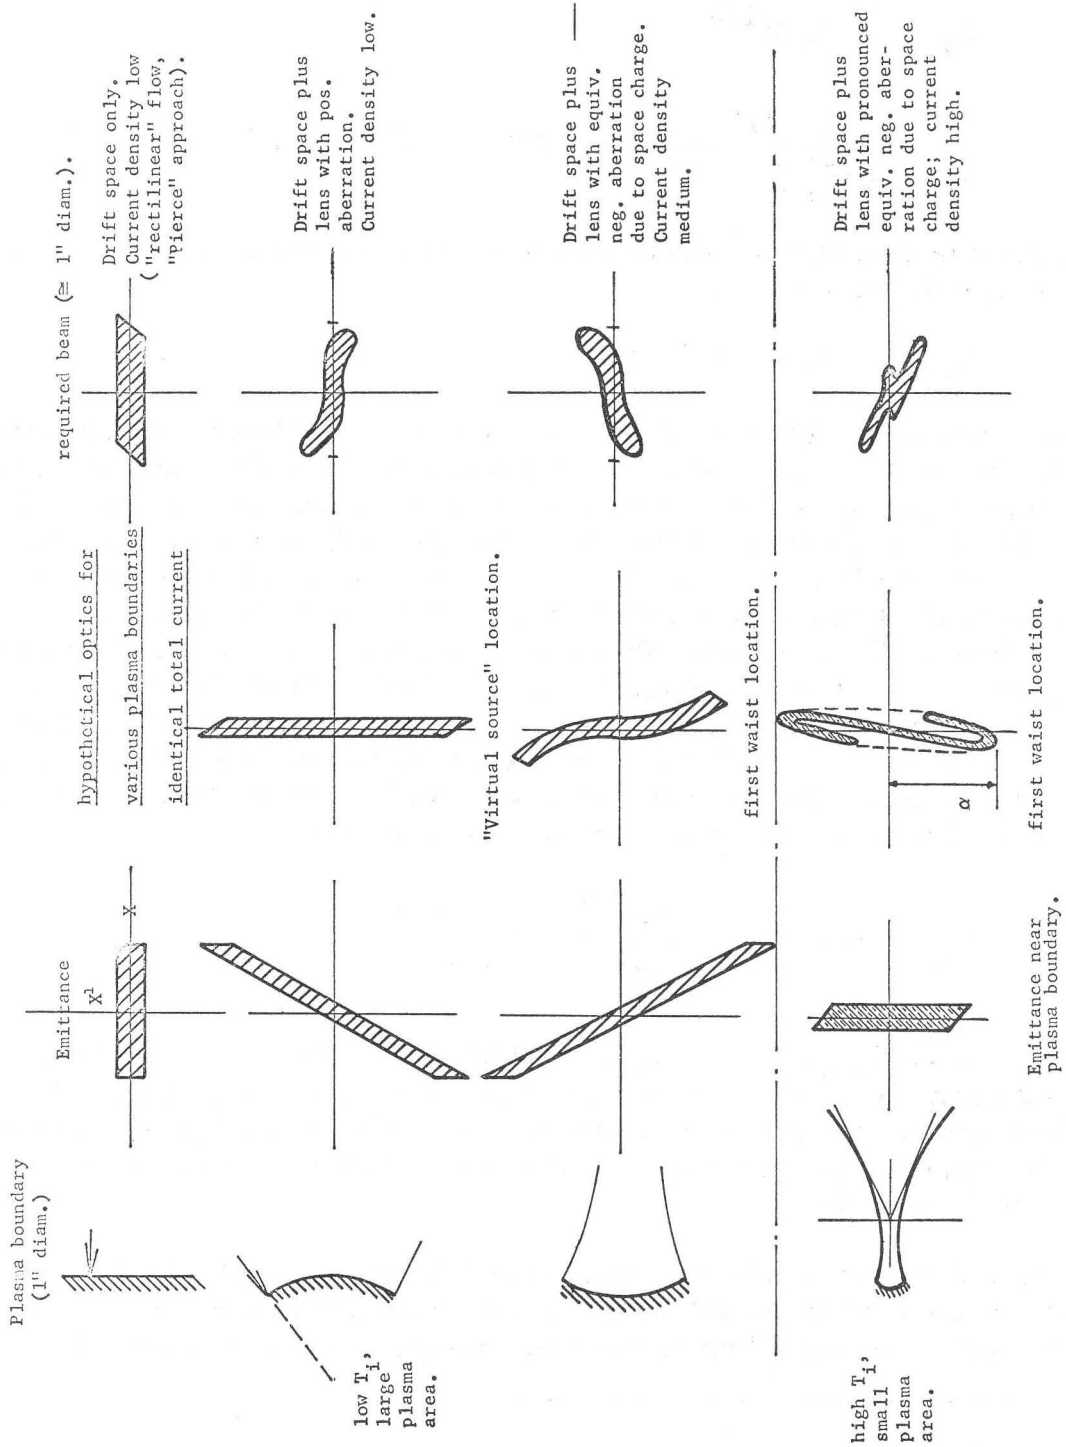 Plasma boundary
(1" diam.)
Emittance
X¹
X
hypothetical optics for
various plasma boundaries
identical total current
required beam (≅ 1" diam.).
Drift space only.
Current density low
("rectilinear" flow,
"Pierce" approach).
low Tᵢ,
large
plasma
area.
"Virtual source" location.
Drift space plus
lens with pos.
aberration.
Current density low.
first waist location.
Drift space plus
lens with equiv.
neg. aberration
due to space charge.
Current density
medium.
high Tᵢ,
small
plasma
area.
Emittance near
plasma boundary.
α
first waist location.
Drift space plus
lens with pronounced
equiv. neg. aber-
ration due to space
charge; current
density high.